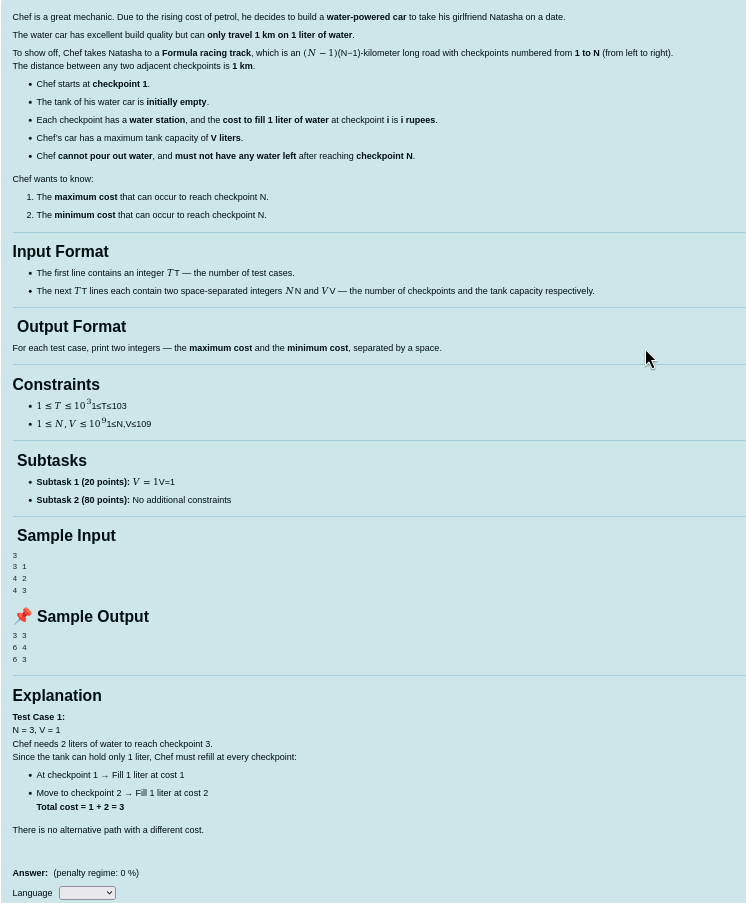 Chef is a great mechanic. Due to the rising cost of petrol, he decides to build a water-powered car to take his girlfriend Natasha on a date.
The water car has excellent build quality but can only travel 1 km on 1 liter of water.
To show off, Chef takes Natasha to a Formula racing track, which is an (N − 1)(N−1)-kilometer long road with checkpoints numbered from 1 to N (from left to right).
The distance between any two adjacent checkpoints is 1 km.
• Chef starts at checkpoint 1.
• The tank of his water car is initially empty.
• Each checkpoint has a water station, and the cost to fill 1 liter of water at checkpoint i is i rupees.
• Chef's car has a maximum tank capacity of V liters.
• Chef cannot pour out water, and must not have any water left after reaching checkpoint N.
Chef wants to know:
1. The maximum cost that can occur to reach checkpoint N.
2. The minimum cost that can occur to reach checkpoint N.
Input Format
• The first line contains an integer TT — the number of test cases.
• The next TT lines each contain two space-separated integers NN and VV — the number of checkpoints and the tank capacity respectively.
Output Format
For each test case, print two integers — the maximum cost and the minimum cost, separated by a space.
Constraints
• 1 ≤ T ≤ 10^3 1≤T≤103
• 1 ≤ N, V ≤ 10^9 1≤N,V≤109
Subtasks
• Subtask 1 (20 points): V = 1V=1
• Subtask 2 (80 points): No additional constraints
Sample Input
3
3 1
4 2
4 3
📌 Sample Output
3 3
6 4
6 3
Explanation
Test Case 1:
N = 3, V = 1
Chef needs 2 liters of water to reach checkpoint 3.
Since the tank can hold only 1 liter, Chef must refill at every checkpoint:
• At checkpoint 1 → Fill 1 liter at cost 1
• Move to checkpoint 2 → Fill 1 liter at cost 2
Total cost = 1 + 2 = 3
There is no alternative path with a different cost.
Answer: (penalty regime: 0 %)
Language